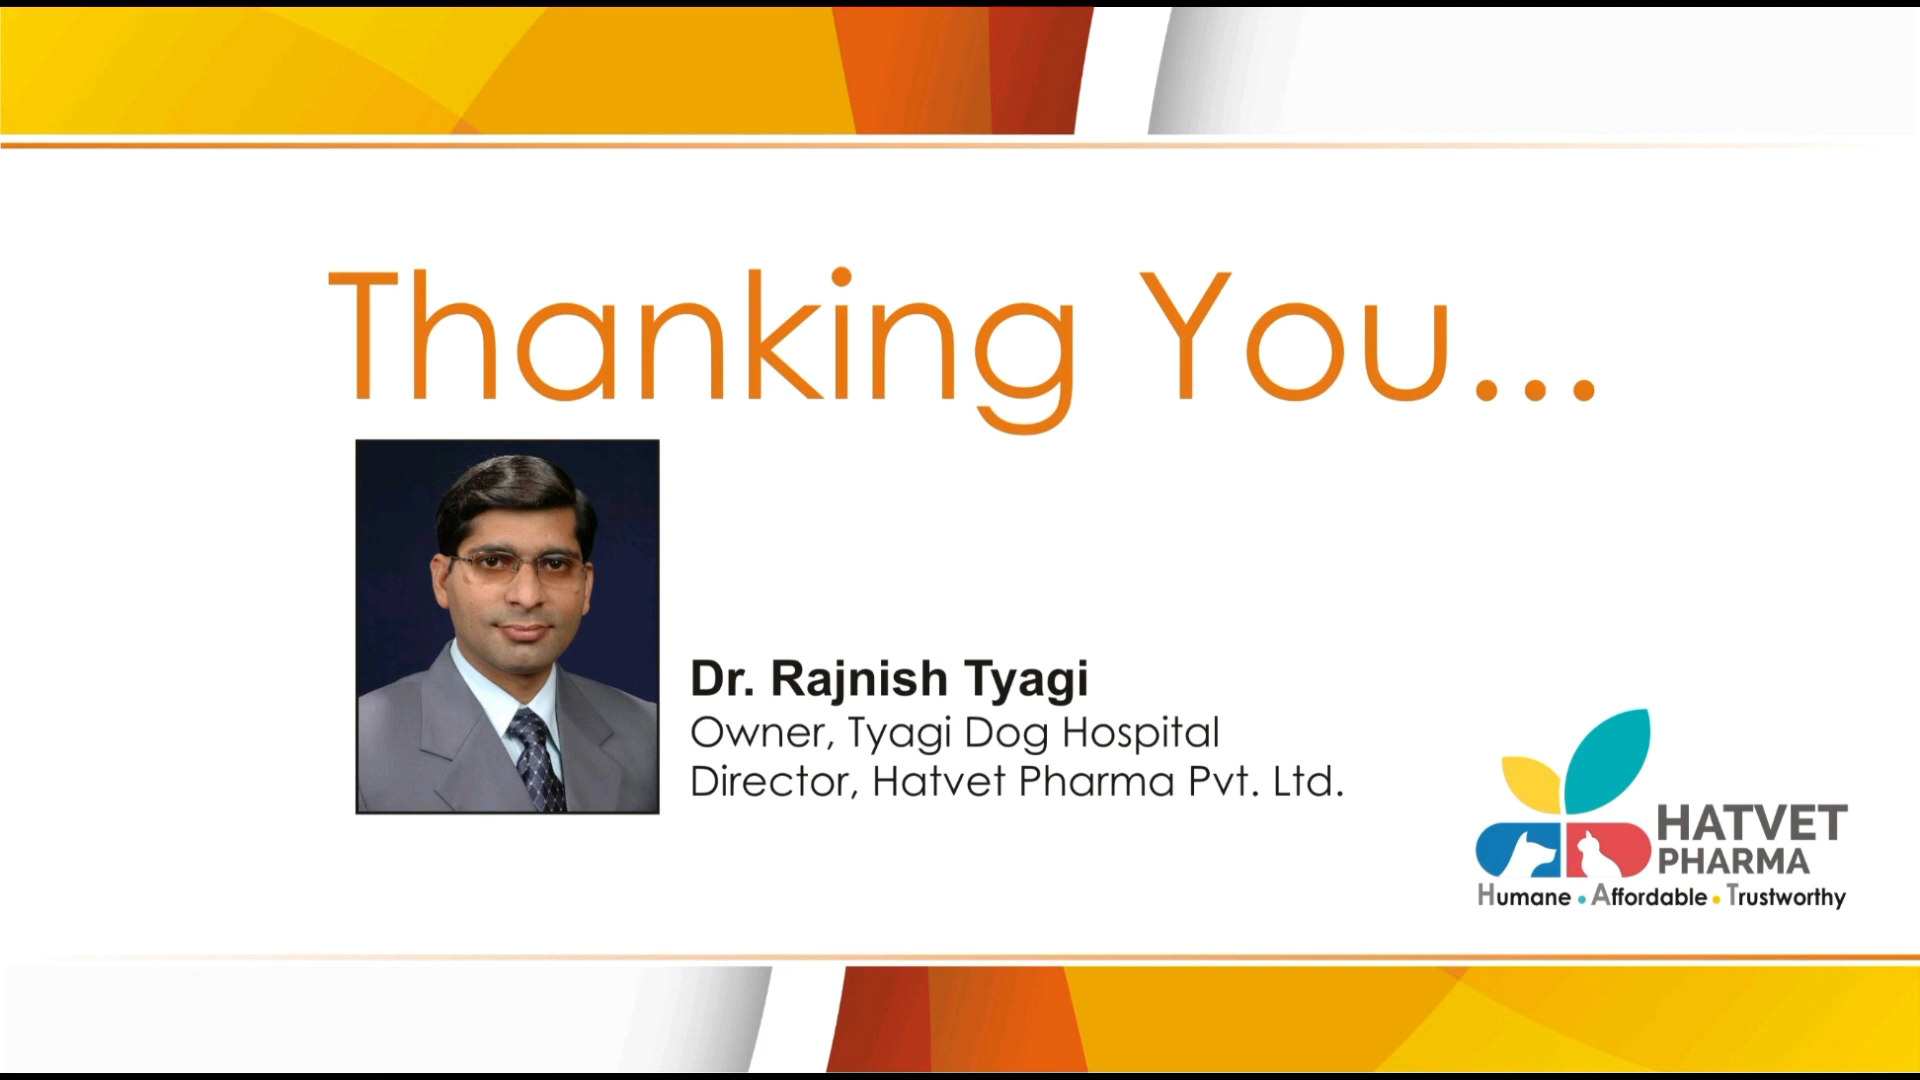 Thanking You...
Dr. Rajnish Tyagi
Owner, Tyagi Dog Hospital
Director, Hatvet Pharma Pvt. Ltd.
HATVET
PHARMA
Humane • Affordable • Trustworthy